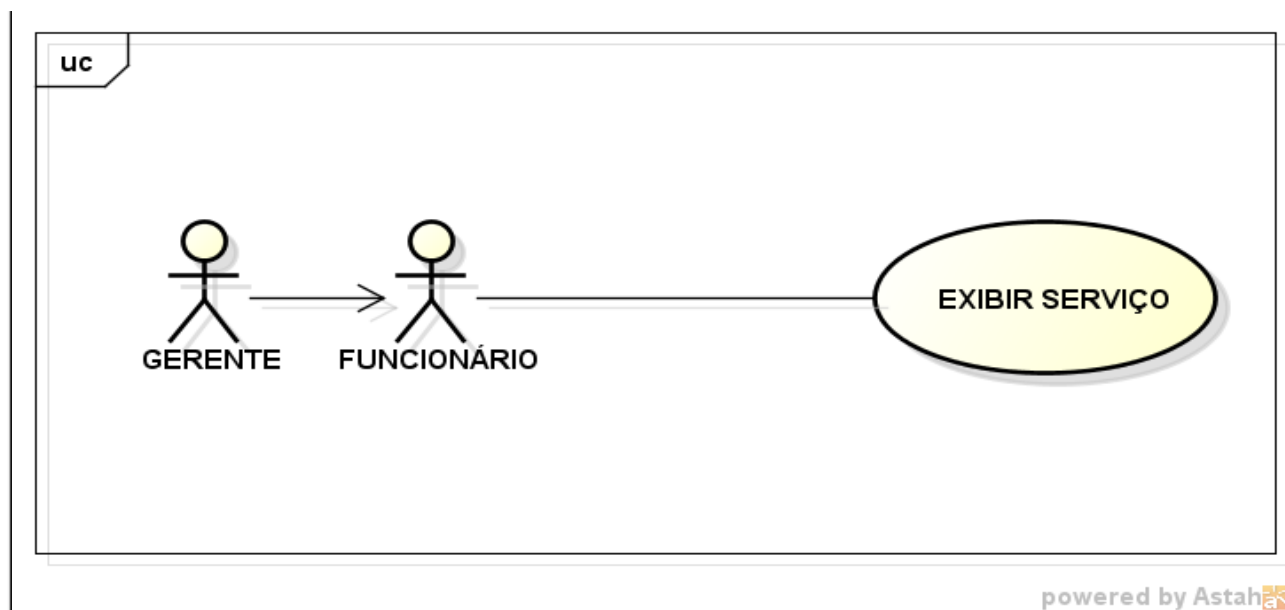 uc
EXIBIR SERVIÇO
GERENTE
FUNCIONÁRIO
powered by Astah